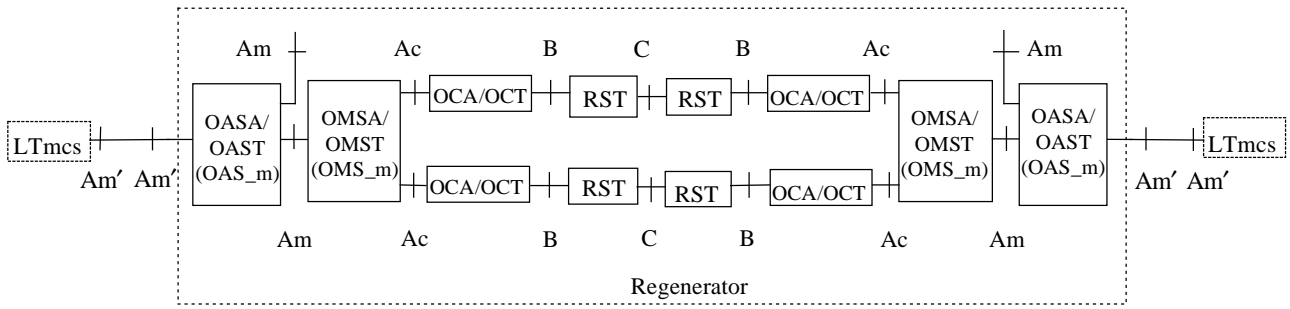 Am Ac B C B Ac Am
OCA/OCT RST RST OCA/OCT
LTmcs
Am′ Am′
OASA/
OAST
(OAS_m)
OMSA/
OMST
(OMS_m)
OMSA/
OMST
(OMS_m)
OASA/
OAST
(OAS_m)
LTmcs
Am′ Am′
OCA/OCT RST RST OCA/OCT
Am Ac B C B Ac Am
Regenerator